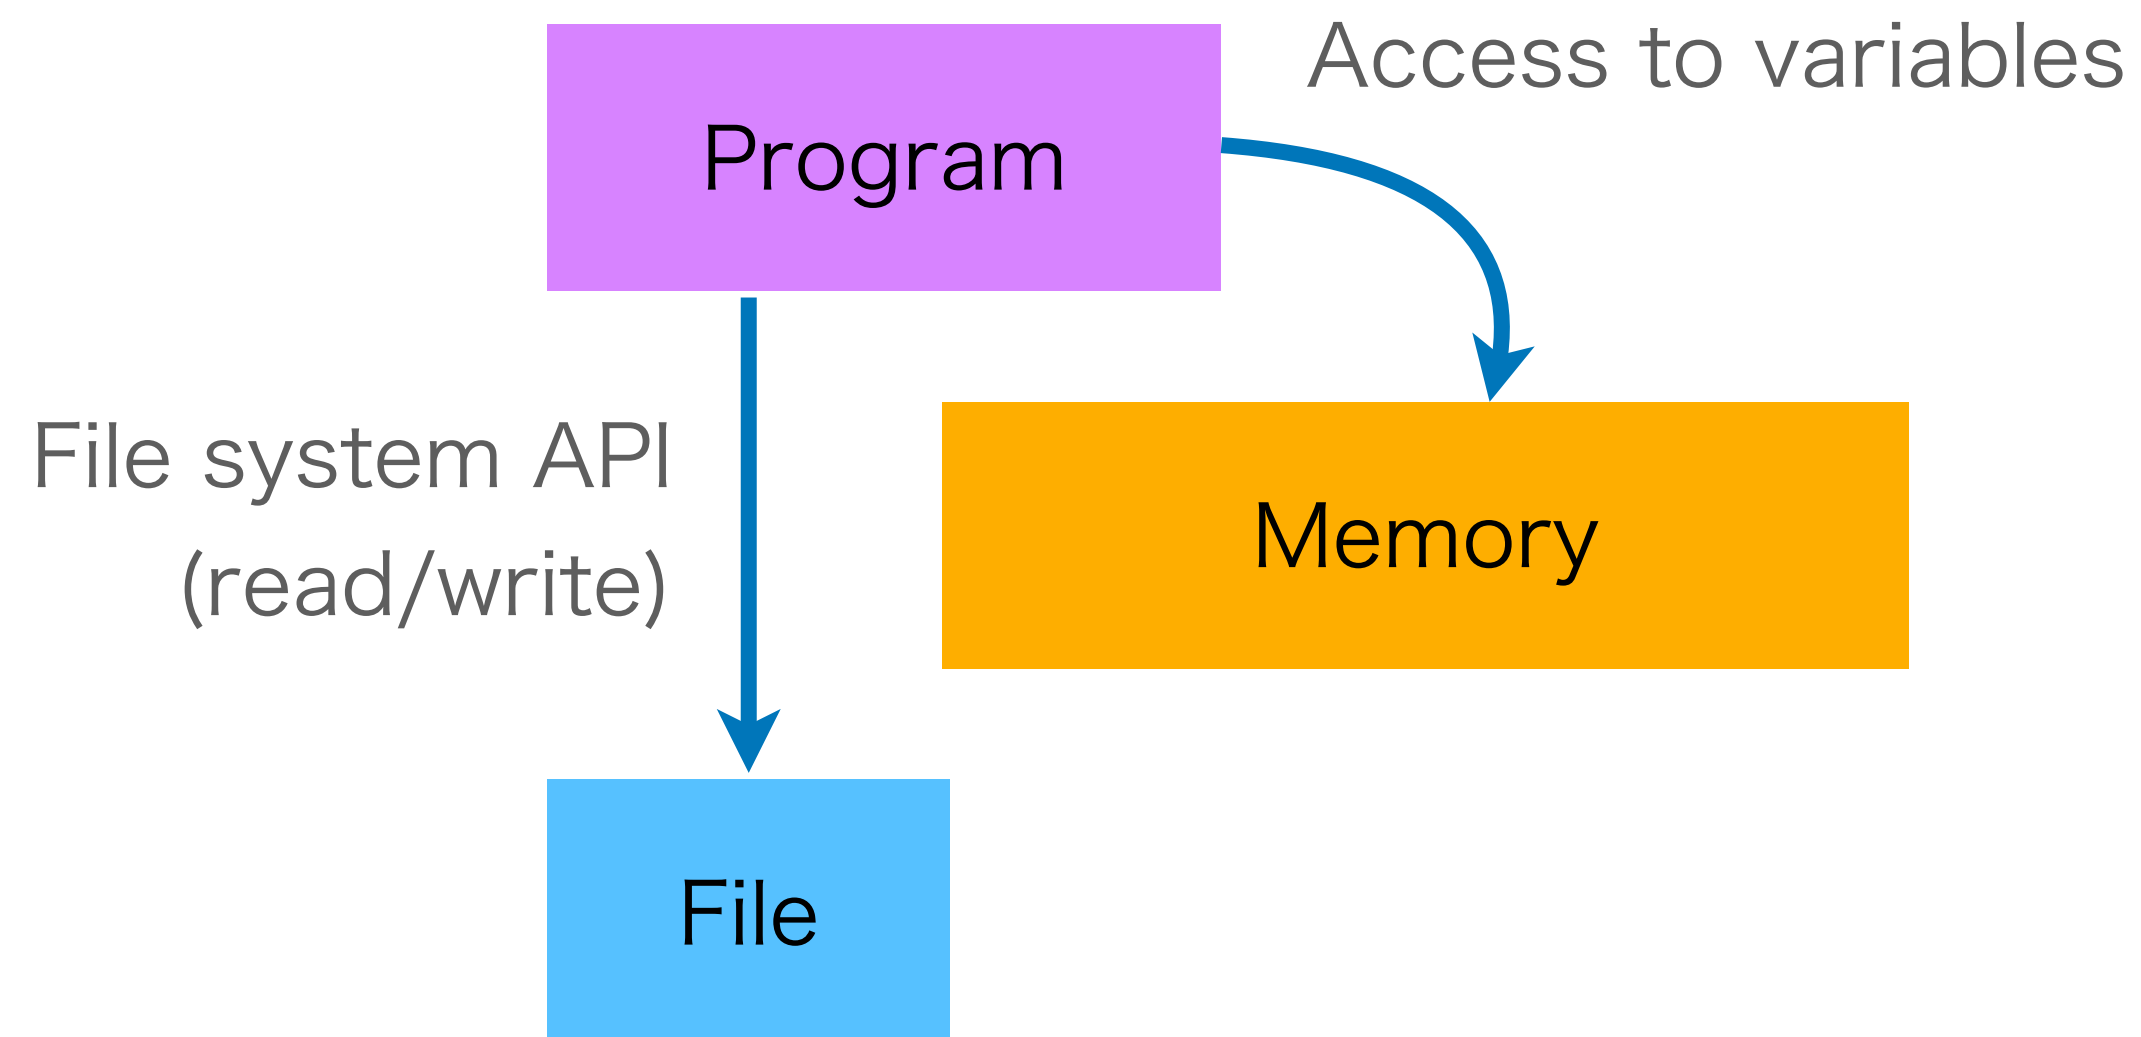 Access to variables
Program
File system API
(read/write)
Memory
File